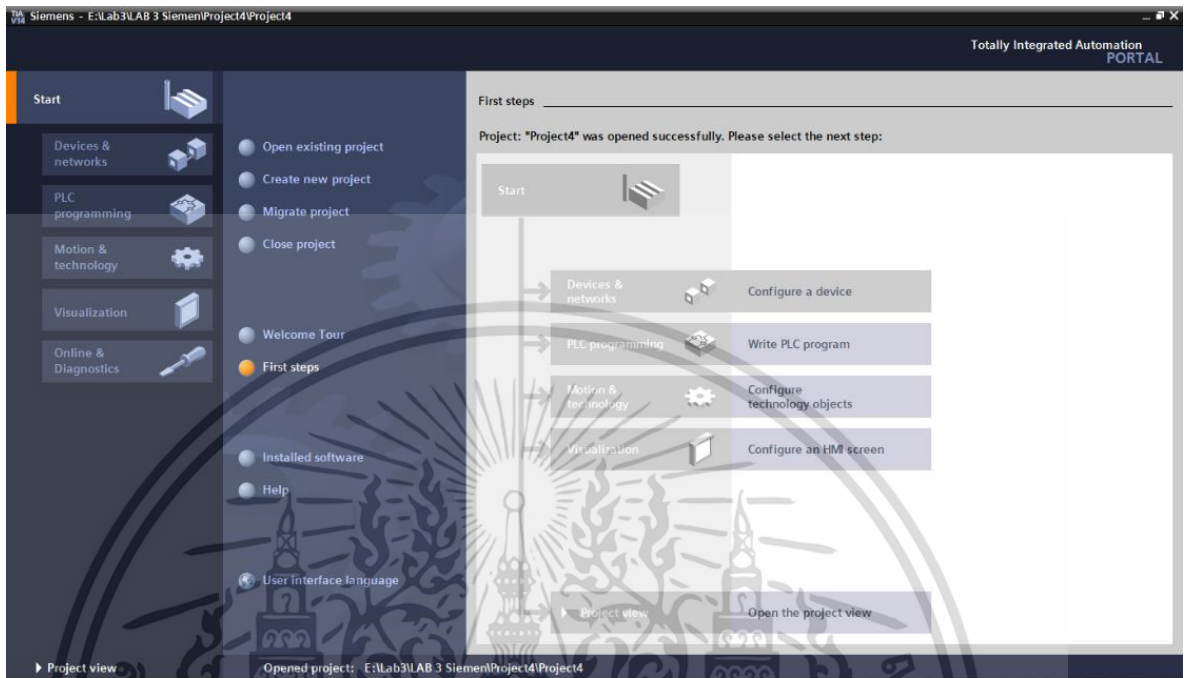 TIA V14 Siemens - E:\Lab3\LAB 3 Siemen\Project4\Project4
Totally Integrated Automation
PORTAL
Start
Devices &
networks
PLC
programming
Motion &
technology
Visualization
Online &
Diagnostics
Open existing project
Create new project
Migrate project
Close project
Welcome Tour
First steps
Installed software
Help
User interface language
First steps
Project: "Project4" was opened successfully. Please select the next step:
Start
Devices &
networks
Configure a device
PLC programming
Write PLC program
Motion &
technology
Configure
technology objects
Visualization
Configure an HMI screen
Project view
Open the project view
Project view
Opened project: E:\Lab3\LAB 3 Siemen\Project4\Project4